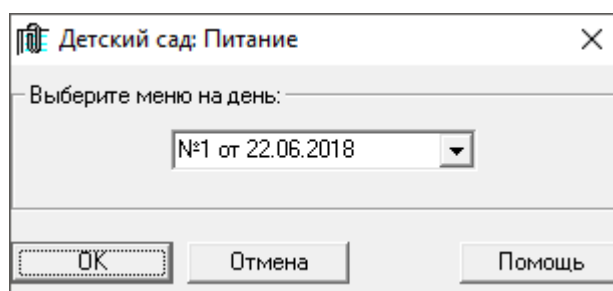 Детский сад: Питание
Выберите меню на день:
№1 от 22.06.2018
OK
Отмена
Помощь